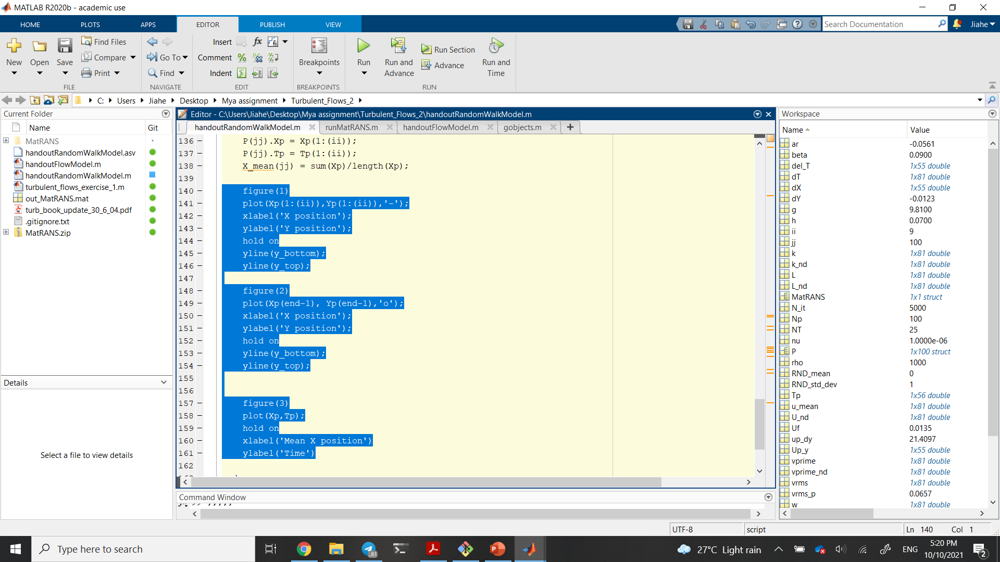 MATLAB R2020b - academic use
HOME PLOTS APPS EDITOR PUBLISH VIEW
Search Documentation
Jiahe
New
Open
Save
Find Files
Compare
Print
FILE
Go To
Find
NAVIGATE
Insert
Comment
Indent
EDIT
Breakpoints
BREAKPOINTS
Run
Run and Advance
Run Section
Advance
Run and Time
RUN
C: Users Jiahe Desktop Mya assignment Turbulent_Flows_2
Current Folder
Name Git
MatRANS
handoutRandomWalkModel.asv
handoutFlowModel.m
handoutRandomWalkModel.m
turbulent_flows_exercise_1.m
out_MatRANS.mat
turb_book_update_30_6_04.pdf
.gitignore.txt
MatRANS.zip
Details
Select a file to view details
Editor - C:\Users\Jiahe\Desktop\Mya assignment\Turbulent_Flows_2\handoutRandomWalkModel.m
handoutRandomWalkModel.m runMatRANS.m handoutFlowModel.m gobjects.m
136 – P(jj).Xp = Xp(1:(ii));
137 – P(jj).Tp = Tp(1:(ii));
138 – X_mean(jj) = sum(Xp)/length(Xp);
139
140 – figure(1)
141 – plot(Xp(1:(ii)),Yp(1:(ii)),'-');
142 – xlabel('X position');
143 – ylabel('Y position');
144 – hold on
145 – yline(y_bottom);
146 – yline(y_top);
147
148 – figure(2)
149 – plot(Xp(end-1), Yp(end-1),'o');
150 – xlabel('X position');
151 – ylabel('Y position');
152 – hold on
153 – yline(y_bottom);
154 – yline(y_top);
155
156
157 – figure(3)
158 – plot(Xp,Tp);
159 – hold on
160 – xlabel('Mean X position')
161 – ylabel('Time')
162
Command Window
Workspace
Name Value
ar -0.0561
beta 0.0900
del_T 1x55 double
dT 1x81 double
dX 1x55 double
dY -0.0123
g 9.8100
h 0.0700
ii 9
jj 100
k 1x81 double
k_nd 1x81 double
L 1x81 double
L_nd 1x81 double
MatRANS 1x1 struct
N_it 5000
Np 100
NT 25
nu 1.0000e-06
P 1x100 struct
rho 1000
RND_mean 0
RND_std_dev 1
Tp 1x56 double
u_mean 1x81 double
U_nd 1x81 double
Uf 0.0135
up_dy 21.4097
Up_y 1x55 double
vprime 1x81 double
vprime_nd 1x81 double
vrms 1x81 double
vrms_p 0.0657
w 1x81 double
UTF-8
script
Ln 140 Col 1
Type here to search
81
27°C Light rain
ENG
5:20 PM
10/10/2021
2